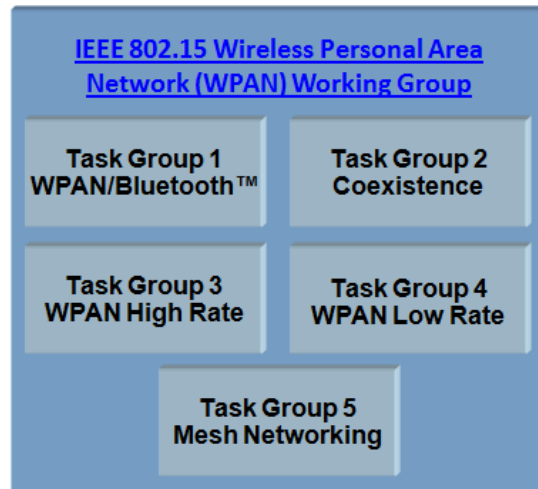 IEEE 802.15 Wireless Personal Area
Network (WPAN) Working Group
Task Group 1
WPAN/Bluetooth™
Task Group 2
Coexistence
Task Group 3
WPAN High Rate
Task Group 4
WPAN Low Rate
Task Group 5
Mesh Networking